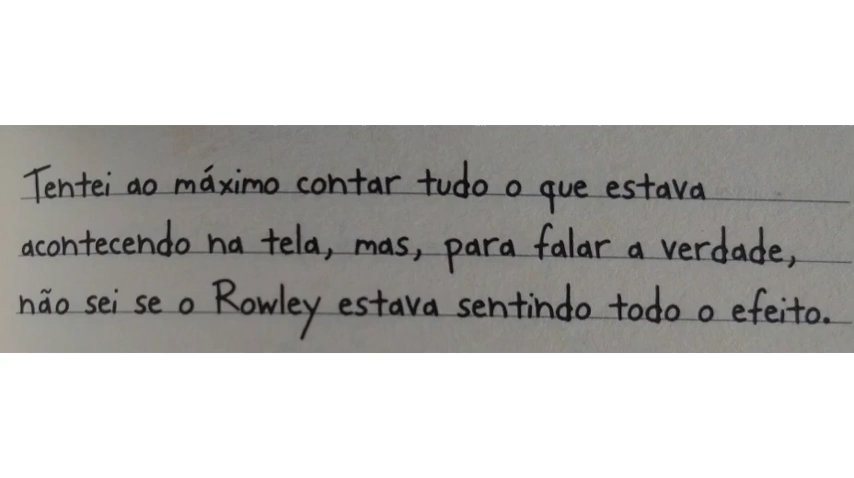 Tentei ao máximo contar tudo o que estava
acontecendo na tela, mas, para falar a verdade,
não sei se o Rowley estava sentindo todo o efeito.